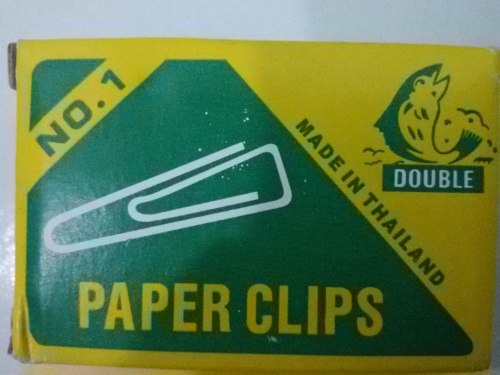 NO. 1
MADE IN THAILAND
DOUBLE
PAPER CLIPS